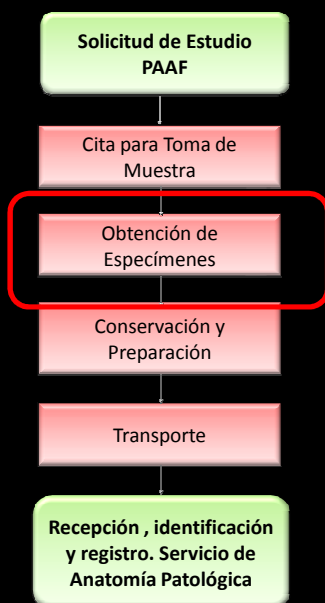 Solicitud de Estudio
PAAF
Cita para Toma de
Muestra
Obtención de
Especímenes
Conservación y
Preparación
Transporte
Recepción , identificación
y registro. Servicio de
Anatomía Patológica